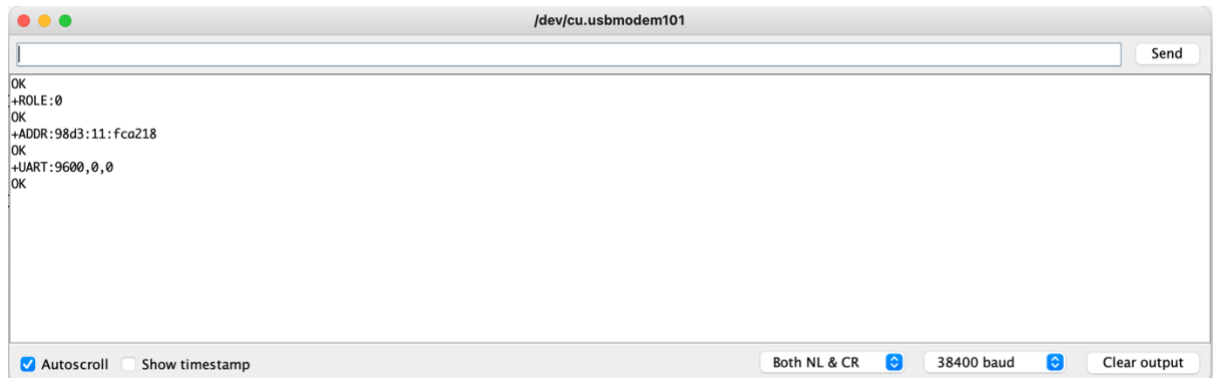 /dev/cu.usbmodem101
Send
OK
+ROLE:0
OK
+ADDR:98d3:11:fca218
OK
+UART:9600,0,0
OK
Autoscroll Show timestamp Both NL & CR 38400 baud Clear output